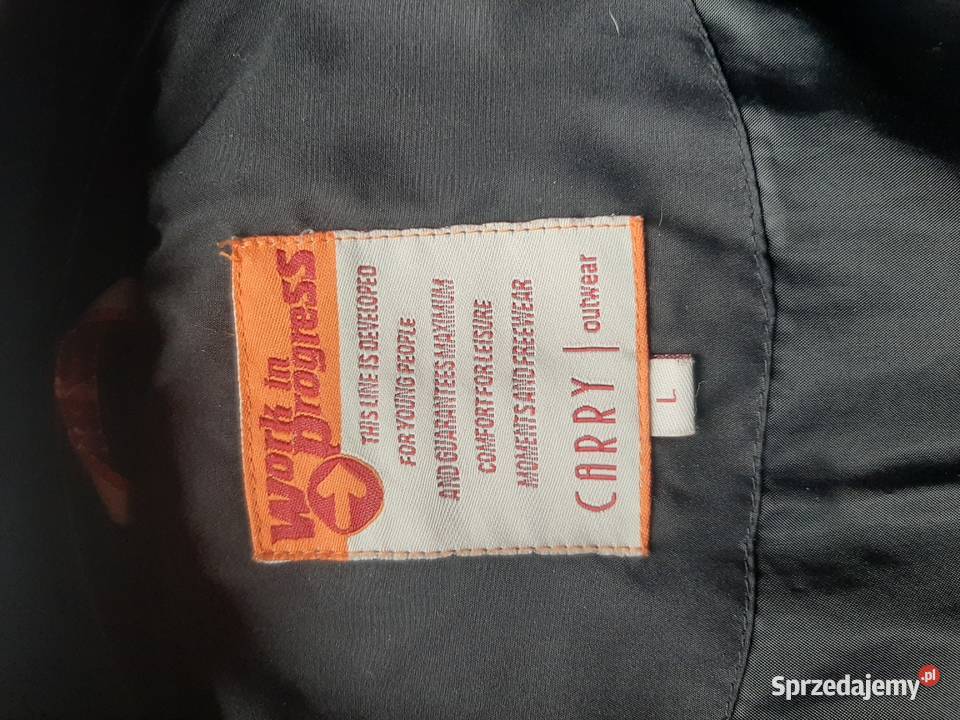 work in
progress
THIS LINE IS DEVELOPED
FOR YOUNG PEOPLE
AND GUARANTEES MAXIMUM
COMFORT FOR LEISURE
MOMENTS AND FREEWEAR
CARRY | outwear
L
Sprzedajemy.pl